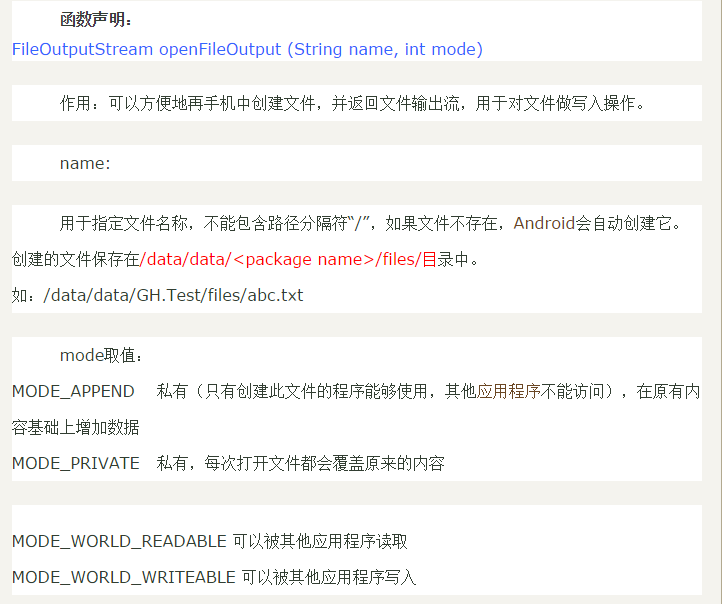 函数声明：
FileOutputStream openFileOutput (String name, int mode)
作用：可以方便地再手机中创建文件，并返回文件输出流，用于对文件做写入操作。
name:
用于指定文件名称，不能包含路径分隔符“/”，如果文件不存在，Android会自动创建它。
创建的文件保存在/data/data/<package name>/files/目录中。
如：/data/data/GH.Test/files/abc.txt
mode取值：
MODE_APPEND 私有（只有创建此文件的程序能够使用，其他应用程序不能访问），在原有内
容基础上增加数据
MODE_PRIVATE 私有，每次打开文件都会覆盖原来的内容
MODE_WORLD_READABLE 可以被其他应用程序读取
MODE_WORLD_WRITEABLE 可以被其他应用程序写入